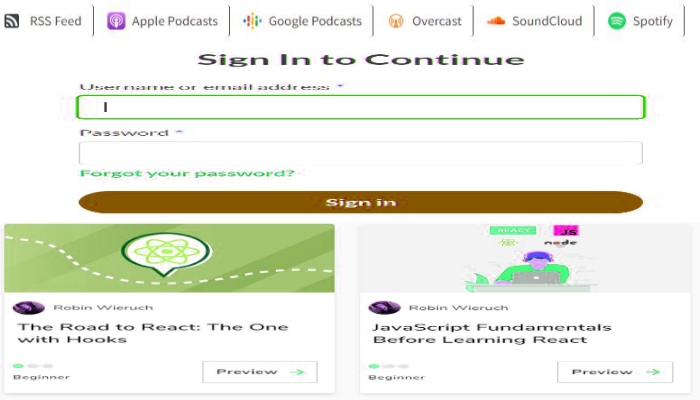 RSS Feed Apple Podcasts Google Podcasts Overcast SoundCloud Spotify
Sign In to Continue
Username or email address *
Password *
Forgot your password?
Sign in
REACT JS
node
Robin Wieruch
The Road to React: The One
with Hooks
Beginner
Preview →
Robin Wieruch
JavaScript Fundamentals
Before Learning React
Beginner
Preview →